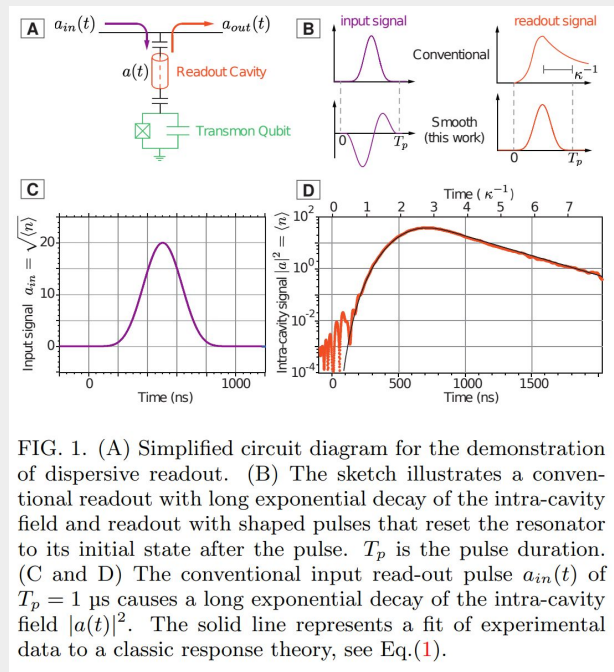 A
a_in(t)
a_out(t)
a(t)
Readout Cavity
Transmon Qubit
B
input signal
readout signal
Conventional
κ⁻¹
Smooth
(this work)
0
T_p
0
T_p
C
Input signal a_in = √⟨n⟩
20
10
0
0
1000
Time (ns)
D
Time (κ⁻¹)
0 1 2 3 4 5 6 7
Intra-cavity signal |a|² = ⟨n⟩
10²
10⁰
10⁻²
10⁻⁴
0 500 1000 1500
Time (ns)
FIG. 1. (A) Simplified circuit diagram for the demonstration
of dispersive readout. (B) The sketch illustrates a conven-
tional readout with long exponential decay of the intra-cavity
field and readout with shaped pulses that reset the resonator
to its initial state after the pulse. T_p is the pulse duration.
(C and D) The conventional input read-out pulse a_in(t) of
T_p = 1 µs causes a long exponential decay of the intra-cavity
field |a(t)|². The solid line represents a fit of experimental
data to a classic response theory, see Eq.(1).